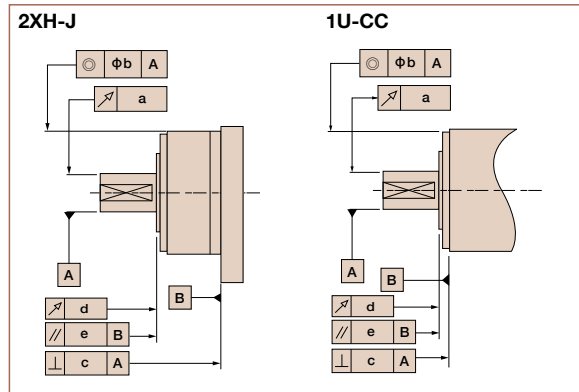 2XH-J
1U-CC
◎ Φb A
↗ a
A
B
↗ d
// e B
⊥ c A
◎ Φb A
↗ a
A
B
↗ d
// e B
⊥ c A